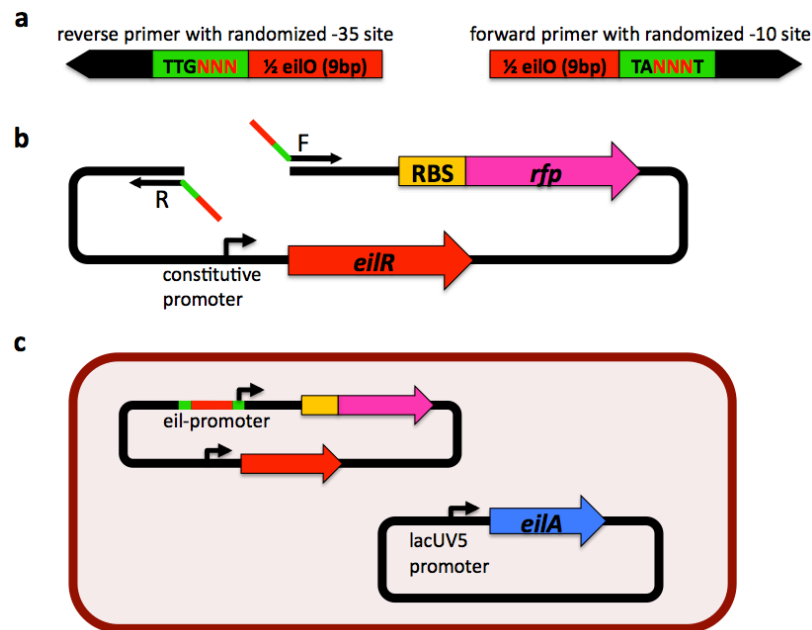 a
reverse primer with randomized -35 site
forward primer with randomized -10 site
TTGNNN
½ eilO (9bp)
½ eilO (9bp)
TANNNT
b
F
R
RBS
rfp
constitutive
promoter
eilR
c
eil-promoter
lacUV5
promoter
eilA